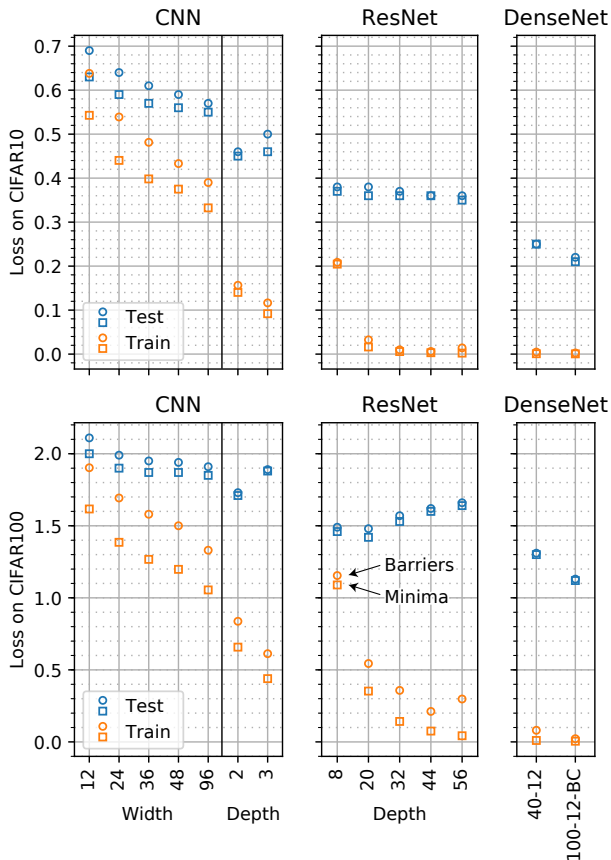 CNN
ResNet
DenseNet
Loss on CIFAR10
0.7
0.6
0.5
0.4
0.3
0.2
0.1
0.0
Test
Train
CNN
ResNet
DenseNet
Loss on CIFAR100
2.0
1.5
1.0
0.5
0.0
Barriers
Minima
Test
Train
12 24 36 48 96 2 3
8 20 32 44 56
40-12 100-12-BC
Width Depth
Depth